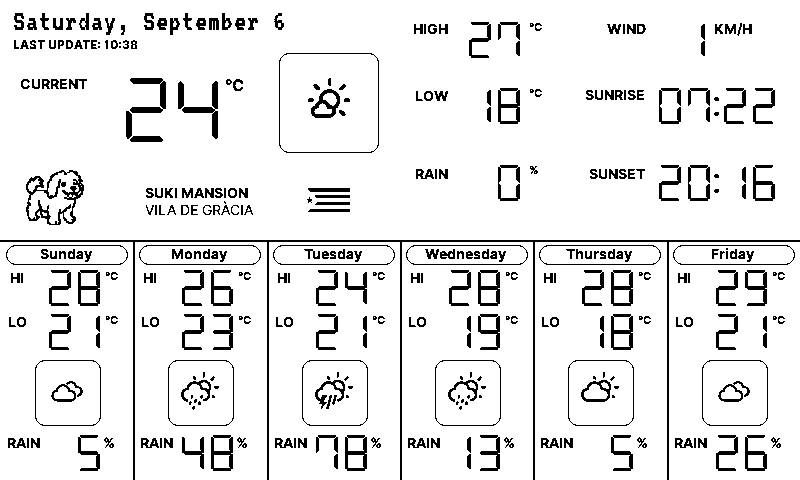 Saturday, September 6
LAST UPDATE: 10:38
CURRENT 24 °C
HIGH 27 °C
LOW 18 °C
RAIN 0 %
WIND 1 KM/H
SUNRISE 07:22
SUNSET 20:16
SUKI MANSION
VILA DE GRÀCIA
Sunday
HI 28 °C
LO 21 °C
RAIN 5 %
Monday
HI 26 °C
LO 23 °C
RAIN 48 %
Tuesday
HI 24 °C
LO 21 °C
RAIN 78 %
Wednesday
HI 28 °C
LO 19 °C
RAIN 13 %
Thursday
HI 28 °C
LO 18 °C
RAIN 5 %
Friday
HI 29 °C
LO 21 °C
RAIN 26 %